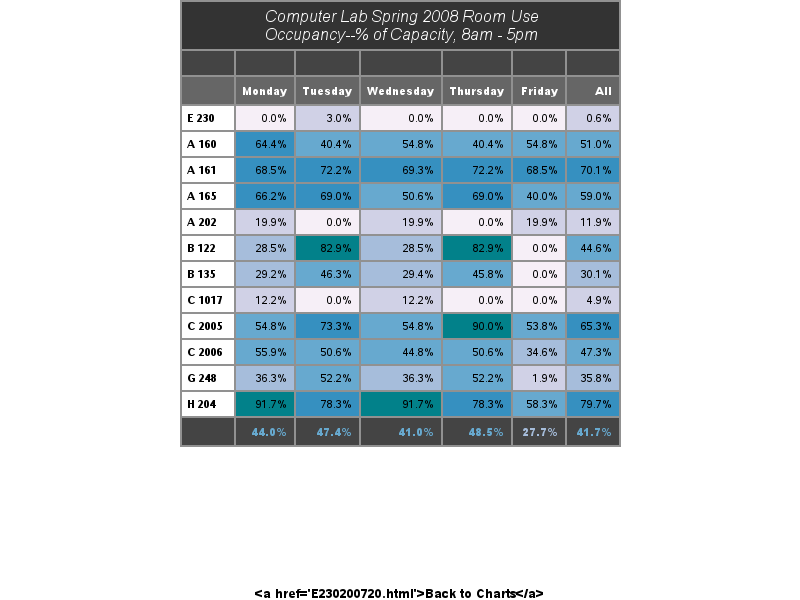 Computer Lab Spring 2008 Room Use
Occupancy--% of Capacity, 8am - 5pm
Monday Tuesday Wednesday Thursday Friday All
E 230 0.0% 3.0% 0.0% 0.0% 0.0% 0.6%
A 160 64.4% 40.4% 54.8% 40.4% 54.8% 51.0%
A 161 68.5% 72.2% 69.3% 72.2% 68.5% 70.1%
A 165 66.2% 69.0% 50.6% 69.0% 40.0% 59.0%
A 202 19.9% 0.0% 19.9% 0.0% 19.9% 11.9%
B 122 28.5% 82.9% 28.5% 82.9% 0.0% 44.6%
B 135 29.2% 46.3% 29.4% 45.8% 0.0% 30.1%
C 1017 12.2% 0.0% 12.2% 0.0% 0.0% 4.9%
C 2005 54.8% 73.3% 54.8% 90.0% 53.8% 65.3%
C 2006 55.9% 50.6% 44.8% 50.6% 34.6% 47.3%
G 248 36.3% 52.2% 36.3% 52.2% 1.9% 35.8%
H 204 91.7% 78.3% 91.7% 78.3% 58.3% 79.7%
44.0% 47.4% 41.0% 48.5% 27.7% 41.7%
<a href='E230200720.html'>Back to Charts</a>